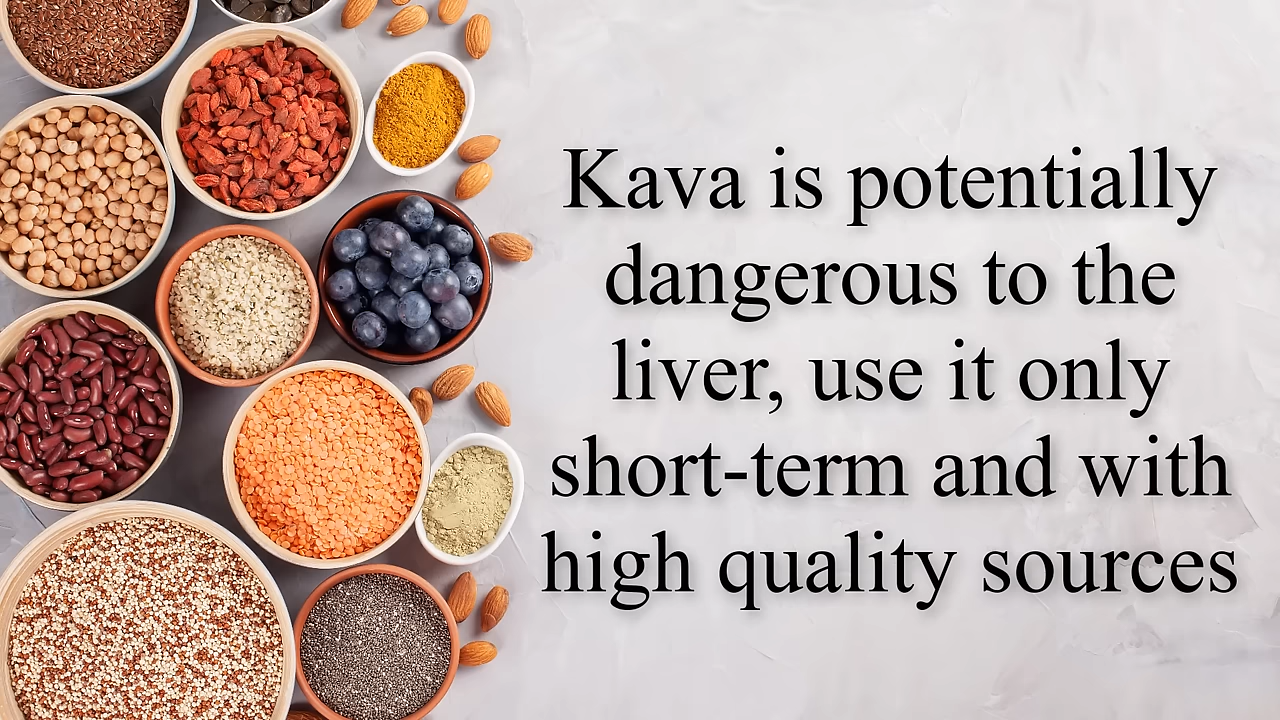 Kava is potentially
dangerous to the
liver, use it only
short-term and with
high quality sources